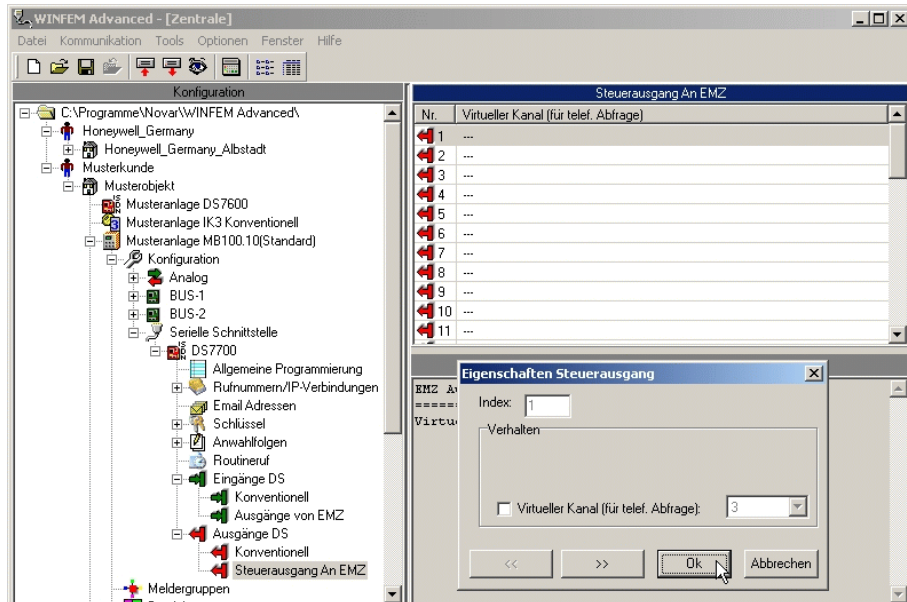 WINFEM Advanced - [Zentrale]
Datei Kommunikation Tools Optionen Fenster Hilfe
Konfiguration
C:\Programme\Novar\WINFEM Advanced\
Honeywell_Germany
Honeywell_Germany_Albstadt
Musterkunde
Musterobjekt
Musteranlage DS7600
Musteranlage IK3 Konventionell
Musteranlage MB100.10(Standard)
Konfiguration
Analog
BUS-1
BUS-2
Serielle Schnittstelle
DS7700
Allgemeine Programmierung
Rufnummern/IP-Verbindungen
Email Adressen
Schlüssel
Anwahlfolgen
Routineruf
Eingänge DS
Konventionell
Ausgänge von EMZ
Ausgänge DS
Konventionell
Steuerausgang An EMZ
Meldergruppen
Steuerausgang An EMZ
Nr. Virtueller Kanal (für telef. Abfrage)
1 ---
2 ---
3 ---
4 ---
5 ---
6 ---
7 ---
8 ---
9 ---
10 ---
11 ---
EMZ
=====
Eigenschaften Steuerausgang
Index: 1
Verhalten
Virtueller Kanal (für telef. Abfrage): 3
<< >> Ok Abbrechen